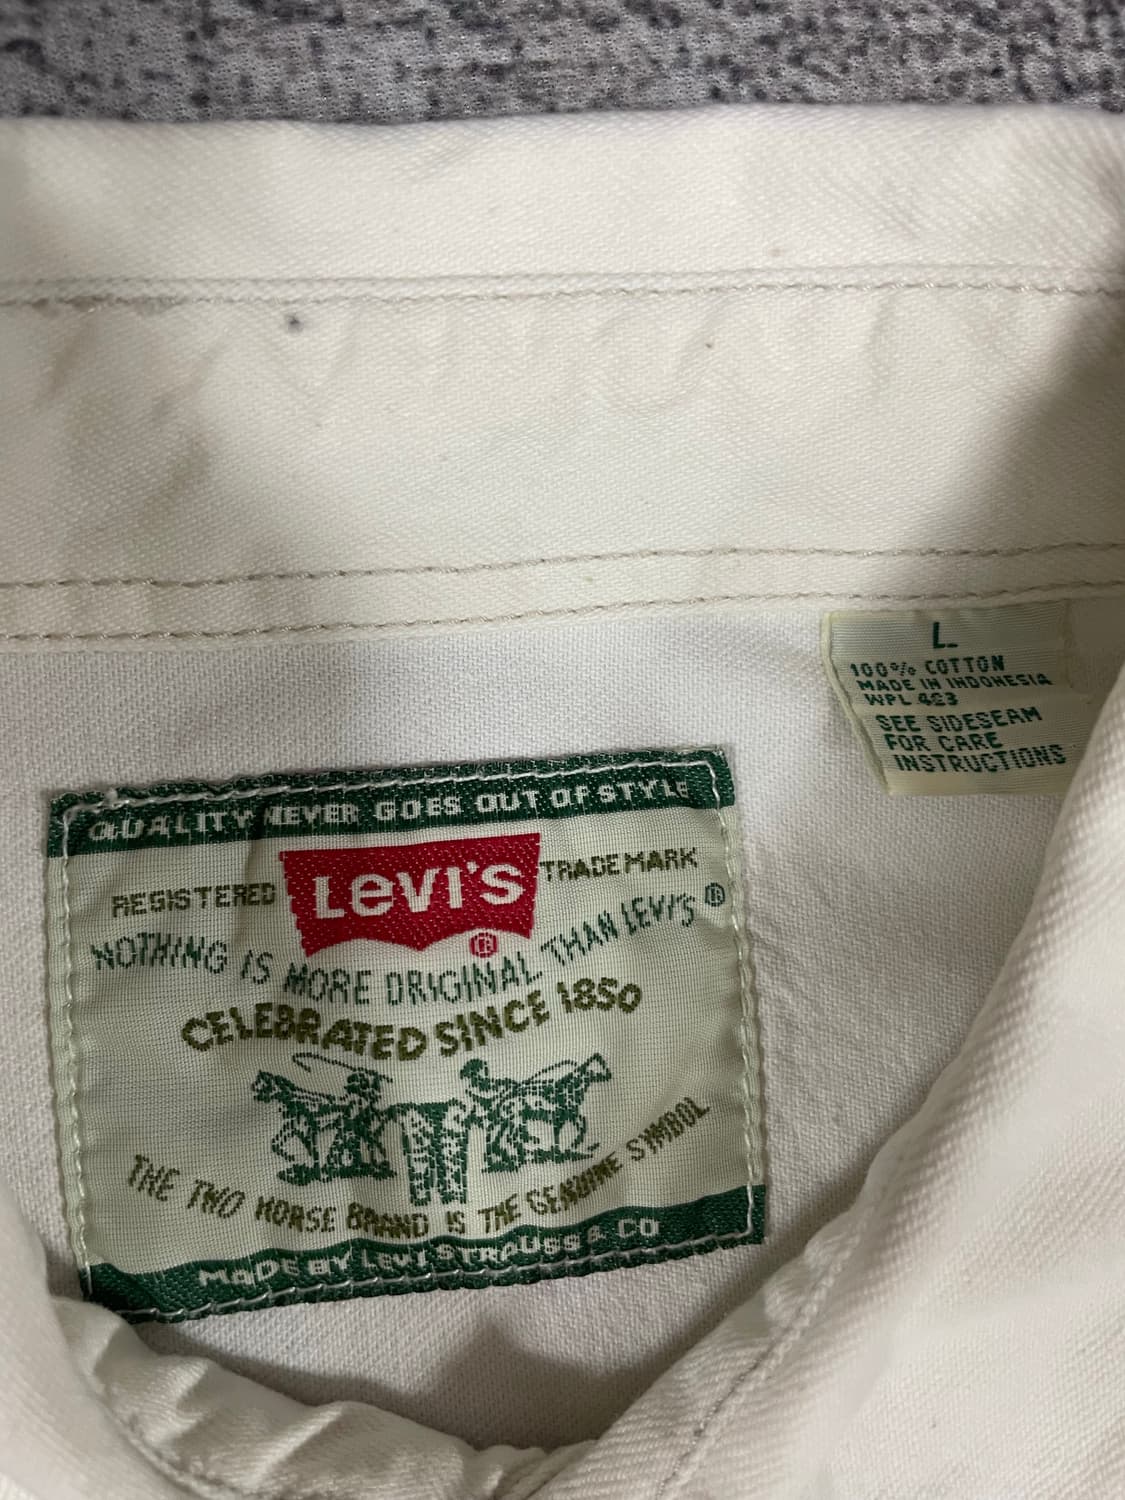 L
100% COTTON
MADE IN INDONESIA
WPL 423
SEE SIDESEAM
FOR CARE
INSTRUCTIONS
QUALITY NEVER GOES OUT OF STYLE
REGISTERED LEVI'S TRADEMARK
®
NOTHING IS MORE ORIGINAL THAN LEVI'S ®
CELEBRATED SINCE 1850
THE TWO HORSE BRAND IS THE GENUINE SYMBOL
MADE BY LEVI STRAUSS & CO